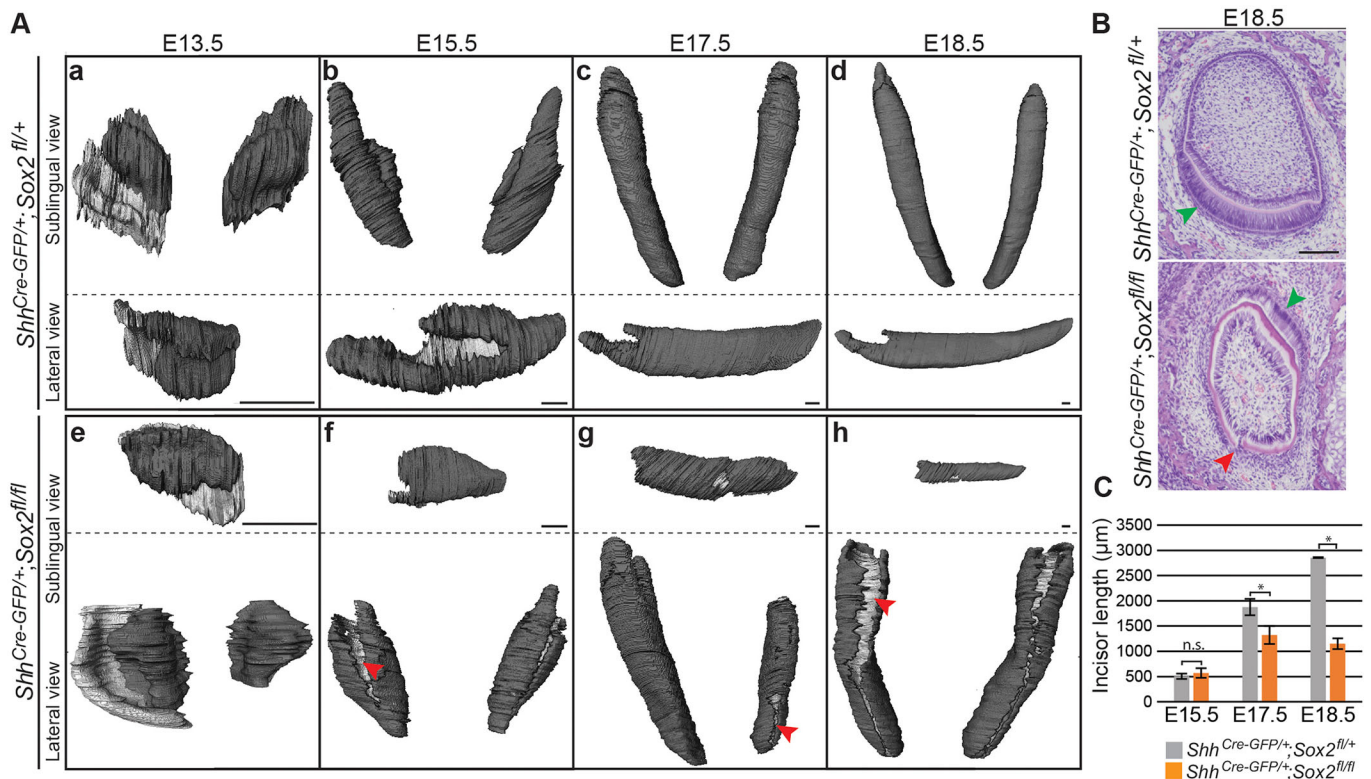 A
E13.5
E15.5
E17.5
E18.5
Shh Cre-GFP/+; Sox2 fl/+
Sublingual view
Lateral view
a
b
c
d
Shh Cre-GFP/+; Sox2 fl/fl
Sublingual view
Lateral view
e
f
g
h
B
E18.5
Shh Cre-GFP/+; Sox2 fl/+
Shh Cre-GFP/+; Sox2 fl/fl
C
Incisor length (µm)
3500
3000
2500
2000
1500
1000
500
0
n.s.
*
*
E15.5
E17.5
E18.5
Shh Cre-GFP/+; Sox2 fl/+
Shh Cre-GFP/+; Sox2 fl/fl